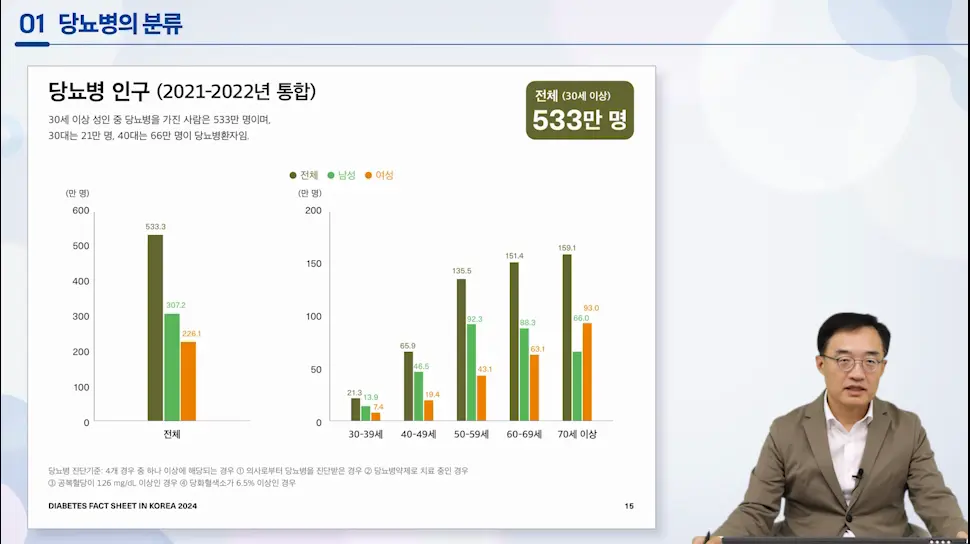 01 당뇨병의 분류
당뇨병 인구 (2021-2022년 통합)
30세 이상 성인 중 당뇨병을 가진 사람은 533만 명이며,
30대는 21만 명, 40대는 66만 명이 당뇨병환자임.
전체 (30세 이상)
533만 명
전체 남성 여성
(만 명)
600
500
400
300
200
100
0
533.3
307.2
226.1
전체
(만 명)
200
150
100
50
0
21.3 13.9 7.4
65.9 46.5 19.4
135.5 92.3 43.1
151.4 88.3 63.1
159.1 66.0 93.0
30-39세 40-49세 50-59세 60-69세 70세 이상
당뇨병 진단기준: 4개 경우 중 하나 이상에 해당되는 경우 ① 의사로부터 당뇨병을 진단받은 경우 ② 당뇨병약제로 치료 중인 경우
③ 공복혈당이 126 mg/dL 이상인 경우 ④ 당화혈색소가 6.5% 이상인 경우
DIABETES FACT SHEET IN KOREA 2024
15